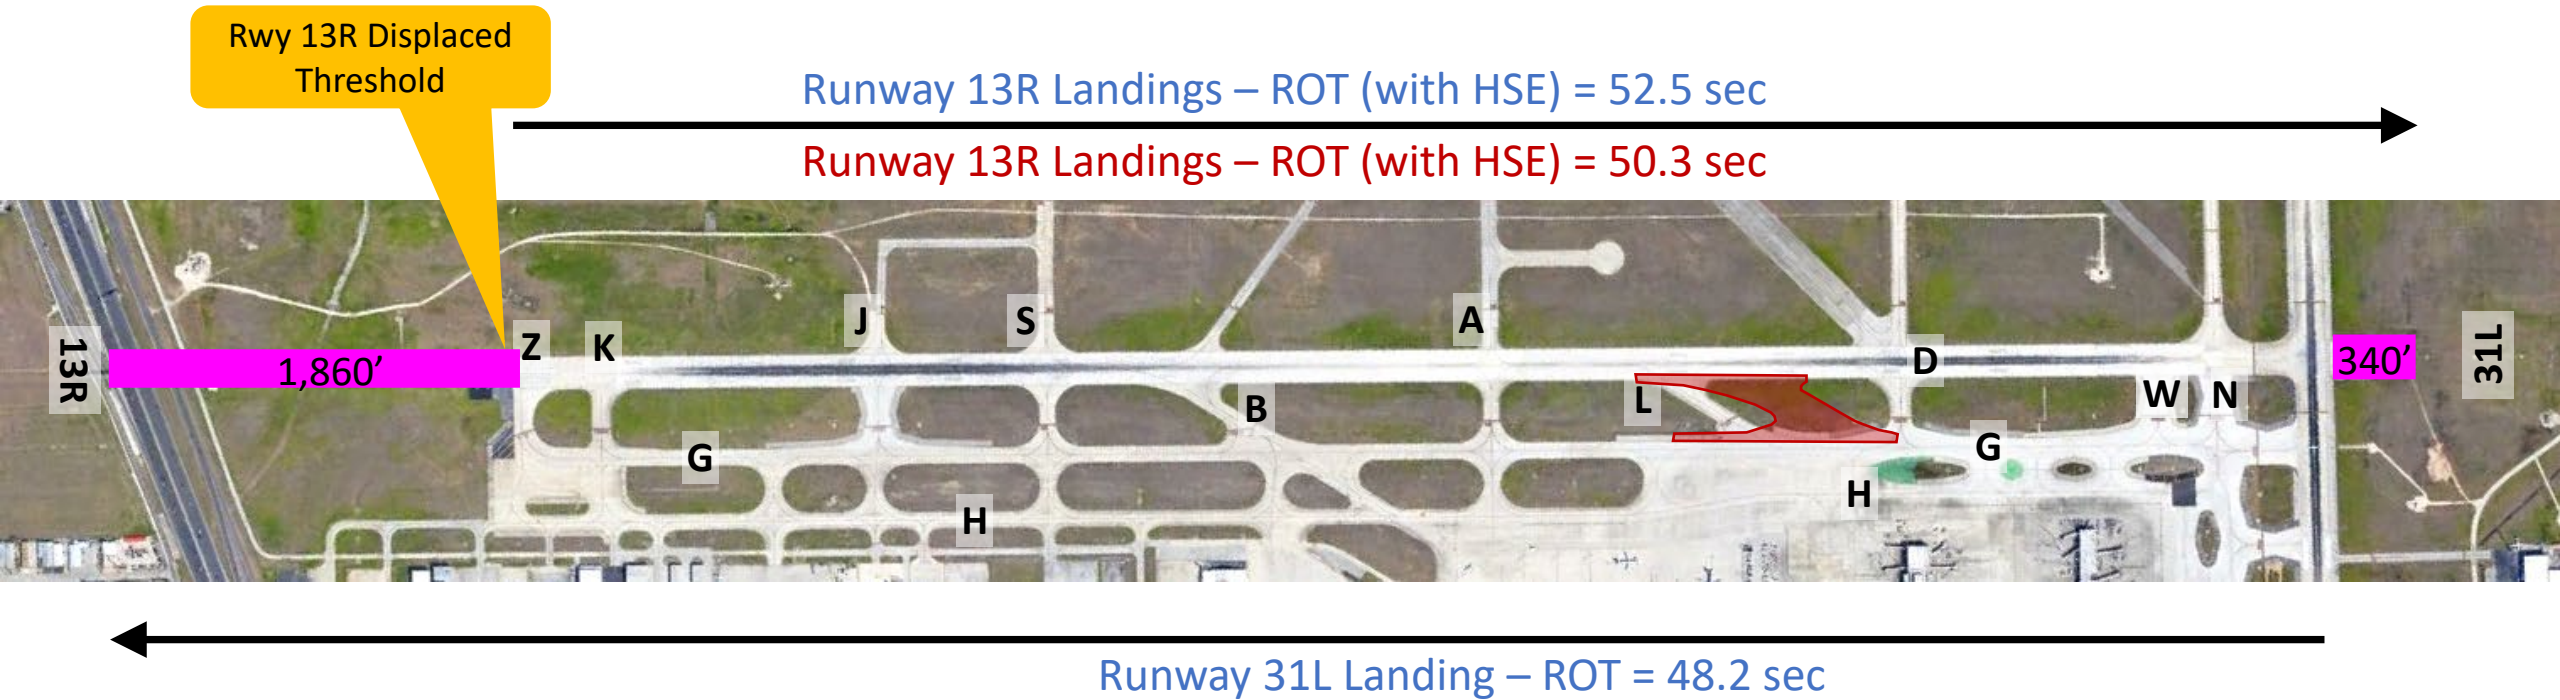 Rwy 13R Displaced
Threshold
Runway 13R Landings – ROT (with HSE) = 52.5 sec
Runway 13R Landings – ROT (with HSE) = 50.3 sec
13R
1,860’
Z
K
J
S
A
D
340’
31L
B
L
W
N
G
G
H
H
Runway 31L Landing – ROT = 48.2 sec